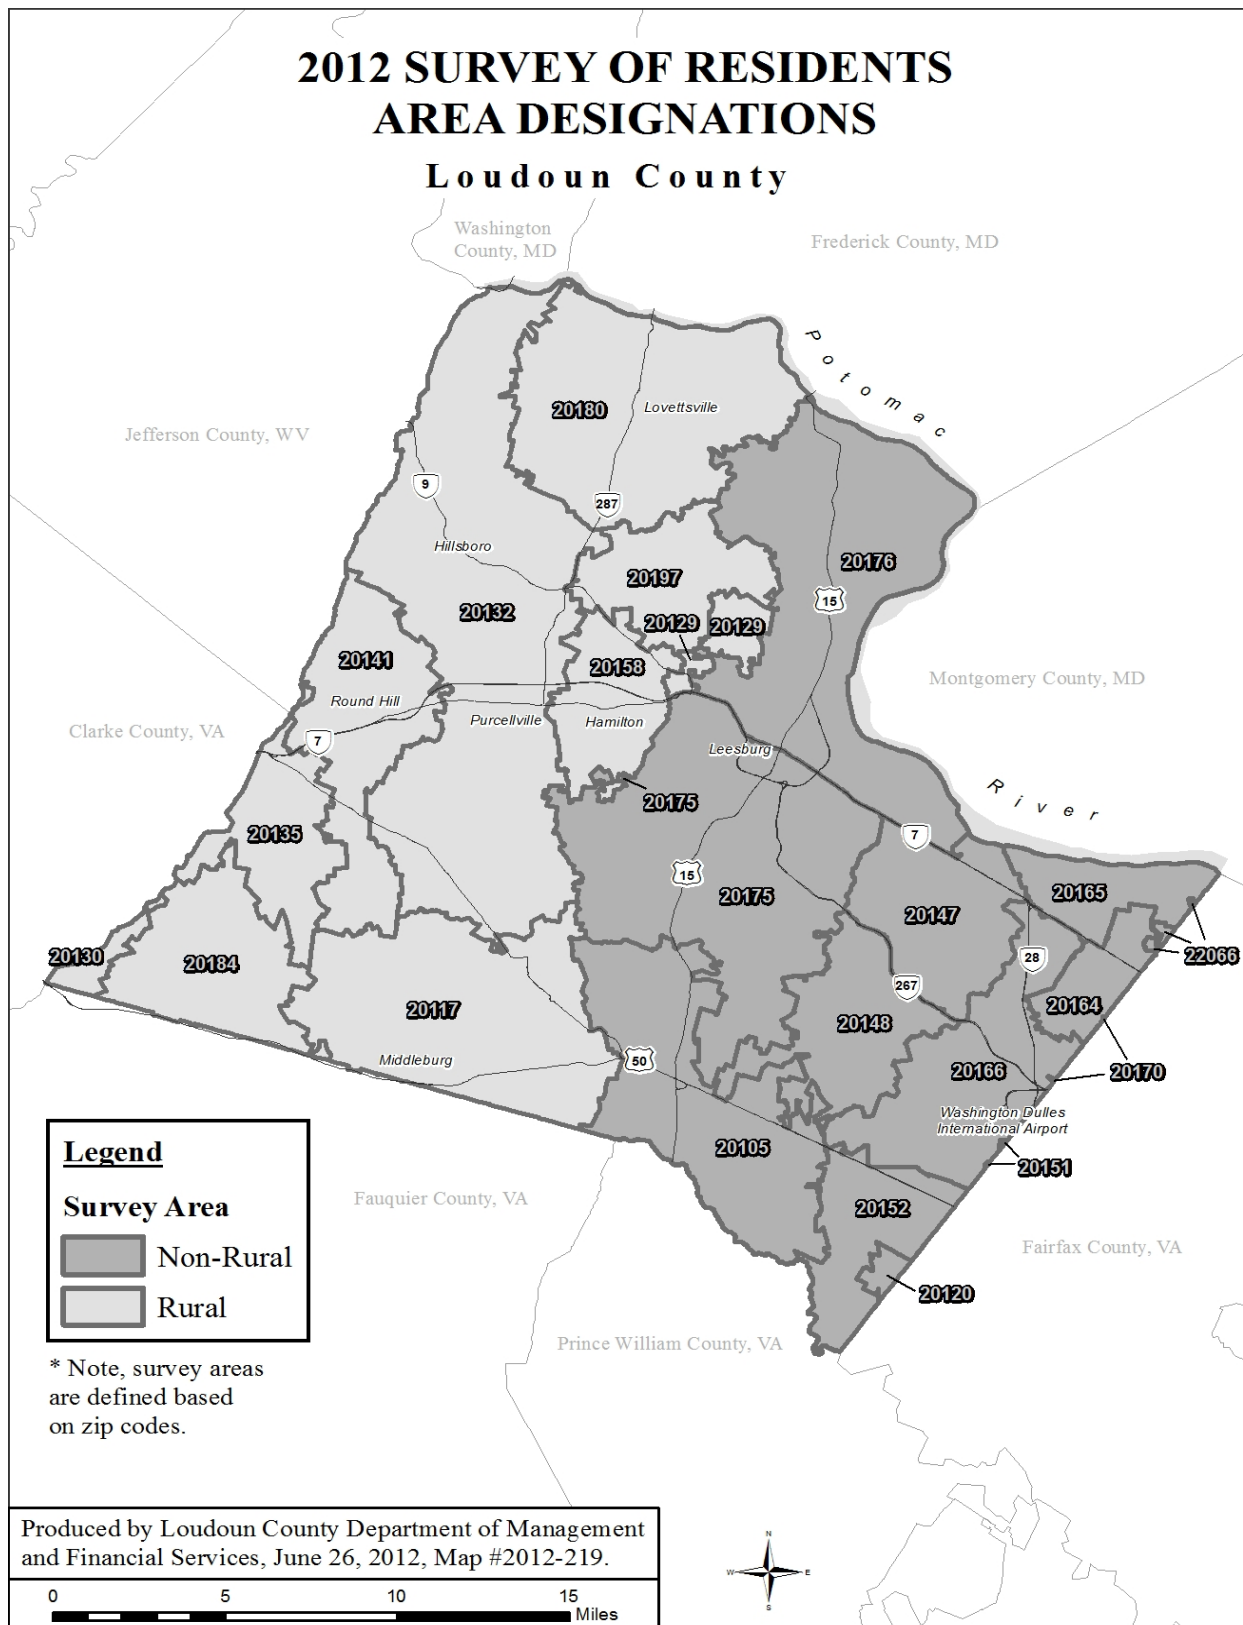 2012 SURVEY OF RESIDENTS
AREA DESIGNATIONS
Loudoun County
Washington
County, MD
Frederick County, MD
Potomac
Jefferson County, WV
20180
Lovettsville
9
287
Hillsboro
20176
20197
15
20132
20129
20129
20141
20158
Montgomery County, MD
Round Hill
Purcellville
Hamilton
Clarke County, VA
7
Leesburg
River
20175
20135
7
15
20175
20165
20147
20130
20184
28
22066
267
20164
20117
20148
Middleburg
50
20166
20170
Washington Dulles
International Airport
20105
20151
Legend
Survey Area
Non-Rural
Rural
Fauquier County, VA
20152
Fairfax County, VA
20120
Prince William County, VA
* Note, survey areas
are defined based
on zip codes.
Produced by Loudoun County Department of Management
and Financial Services, June 26, 2012, Map #2012-219.
0 5 10 15
Miles
N
W E
S